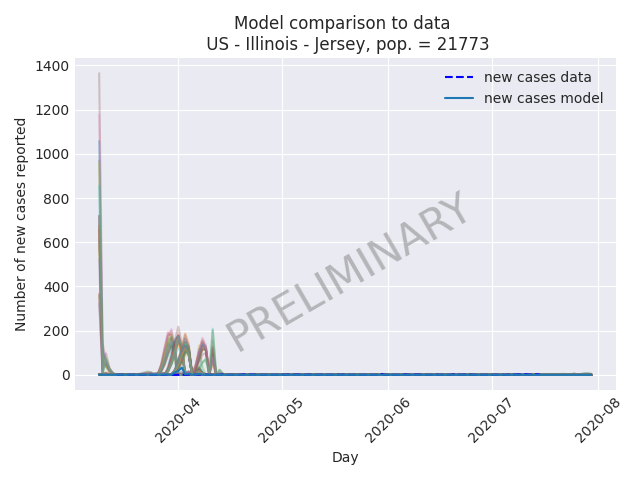 Model comparison to data
US - Illinois - Jersey, pop. = 21773
new cases data
new cases model
Number of new cases reported
1400
1200
1000
800
600
400
200
0
PRELIMINARY
2020-04
2020-05
2020-06
2020-07
2020-08
Day